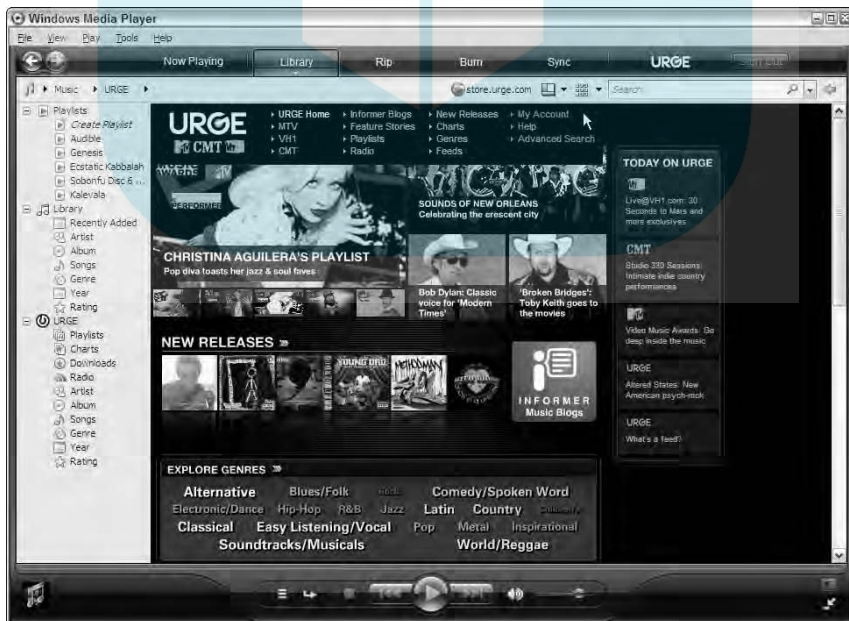 Windows Media Player
File View Play Tools Help
Now Playing Library Rip Burn Sync URGE Sign Out
Music URGE store.urge.com Search
Playlists
Create Playlist
Audible
Genesis
Ecstatic Kabbalah
Sobonfu Disc 6 ...
Kalevala
Library
Recently Added
Artist
Album
Songs
Genre
Year
Rating
URGE
Playlists
Charts
Downloads
Radio
Artist
Album
Songs
Genre
Year
Rating
URGE
CMT
URGE Home Informer Blogs New Releases My Account
MTV Feature Stories Charts Help
VH1 Playlists Genres Advanced Search
CMT Radio Feeds
PERFORMER
CHRISTINA AGUILERA'S PLAYLIST
Pop diva toasts her jazz & soul faves
SOUNDS OF NEW ORLEANS
Celebrating the crescent city
Bob Dylan: Classic
voice for 'Modern
Times'
'Broken Bridges':
Toby Keith goes to
the movies
NEW RELEASES
YOUNG DRO
METHOD MAN
INFORMER
Music Blogs
EXPLORE GENRES
Alternative Blues/Folk Comedy/Spoken Word
Electronic/Dance Hip-Hop R&B Jazz Latin Country
Classical Easy Listening/Vocal Pop Metal Inspirational
Soundtracks/Musicals World/Reggae
TODAY ON URGE
Live@VH1.com: 30
Seconds to Mars and
more exclusives
CMT
Studio 330 Sessions:
Intimate indie country
performances
Video Music Awards: Go
deep inside the music
URGE
Altered States: New
American psych-rock
URGE
What's a feed?